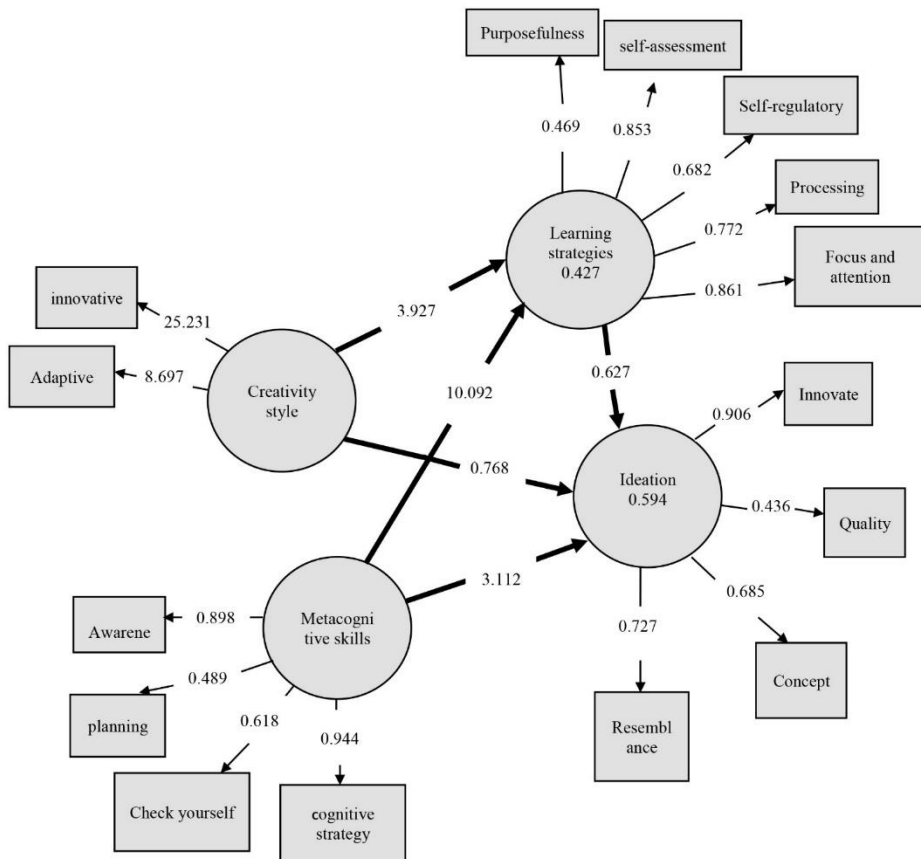 Purposefulness
self-assessment
Self-regulatory
0.469
0.853
0.682
Processing
0.772
Learning
strategies
0.427
Focus and
attention
0.861
innovative
25.231
3.927
Adaptive
8.697
Creativity
style
10.092
0.627
Innovate
0.906
0.768
Ideation
0.594
0.436
Quality
3.112
0.685
Awarene
0.898
Metacogni
tive skills
0.727
Concept
0.489
planning
0.618
0.944
Resembl
ance
Check yourself
cognitive
strategy